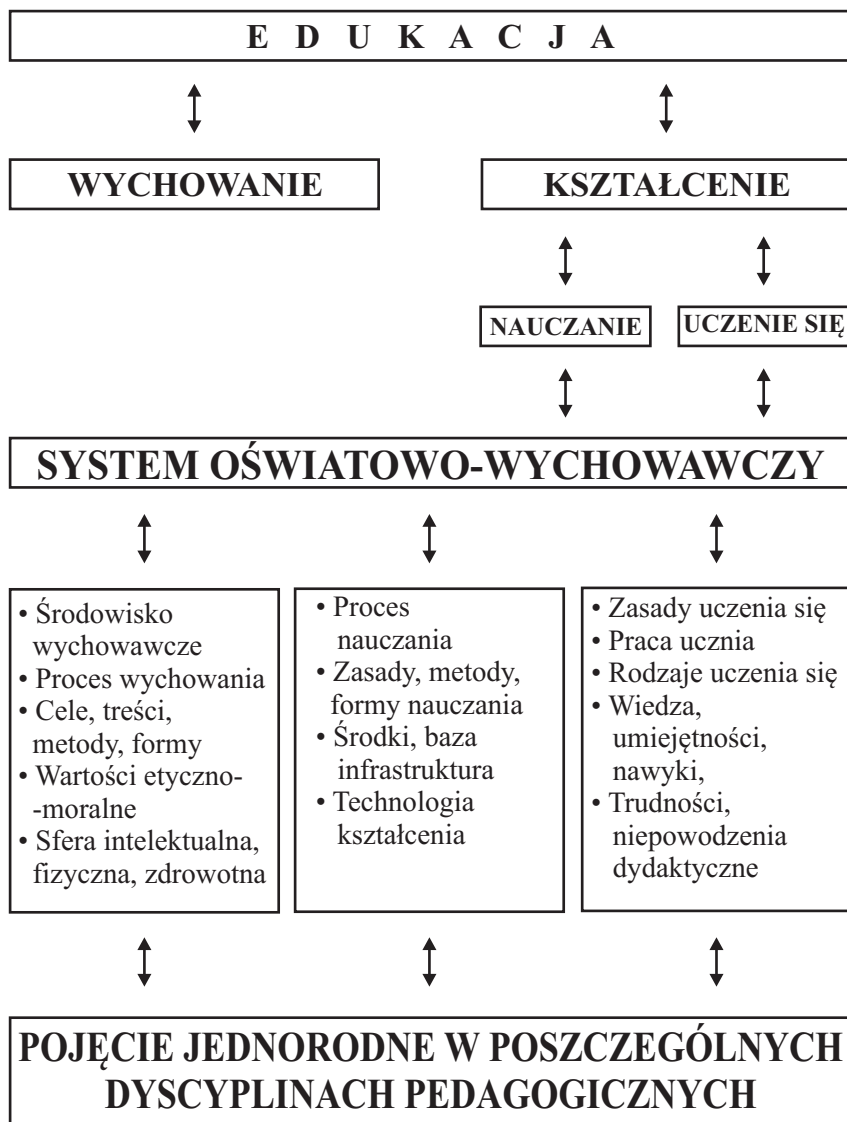 E D U K A C J A
WYCHOWANIE
KSZTAŁCENIE
NAUCZANIE
UCZENIE SIĘ
SYSTEM OŚWIATOWO-WYCHOWAWCZY
• Środowisko
wychowawcze
• Proces wychowania
• Cele, treści,
metody, formy
• Wartości etyczno-
-moralne
• Sfera intelektualna,
fizyczna, zdrowotna
• Proces
nauczania
• Zasady, metody,
formy nauczania
• Środki, baza
infrastruktura
• Technologia
kształcenia
• Zasady uczenia się
• Praca ucznia
• Rodzaje uczenia się
• Wiedza,
umiejętności,
nawyki,
• Trudności,
niepowodzenia
dydaktyczne
POJĘCIE JEDNORODNE W POSZCZEGÓLNYCH
DYSCYPLINACH PEDAGOGICZNYCH